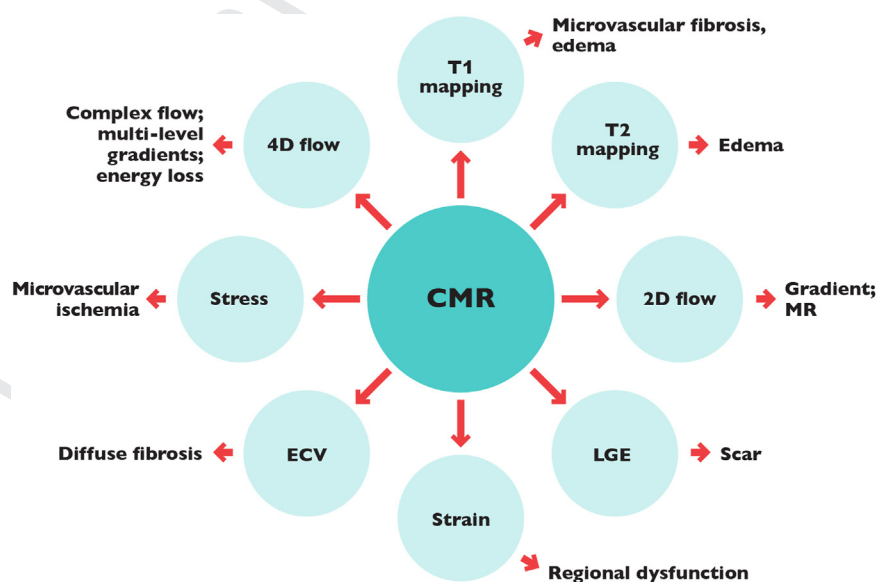 Microvascular fibrosis,
edema
T1
mapping
Complex flow;
multi-level
gradients;
energy loss
4D flow
T2
mapping
Edema
Microvascular
ischemia
Stress
CMR
2D flow
Gradient;
MR
Diffuse fibrosis
ECV
LGE
Scar
Strain
Regional dysfunction